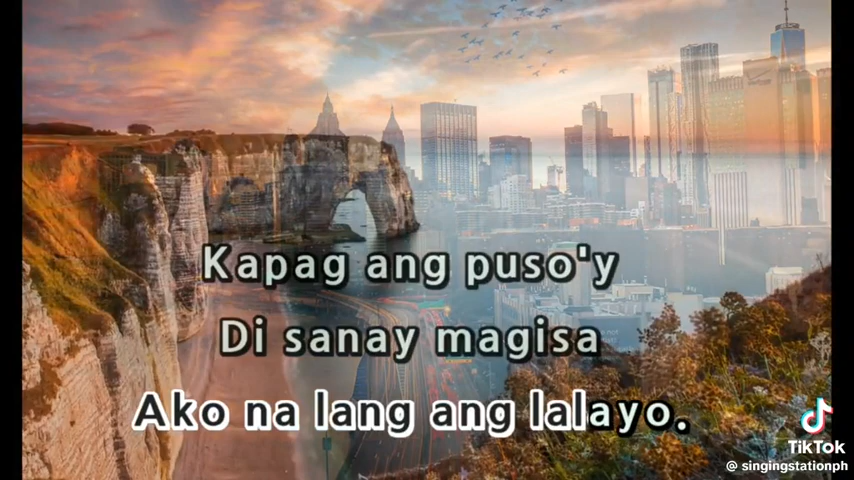 Kapag ang puso'y
Di sanay magisa
Ako na lang ang lalayo.
TikTok
@ singingstationph